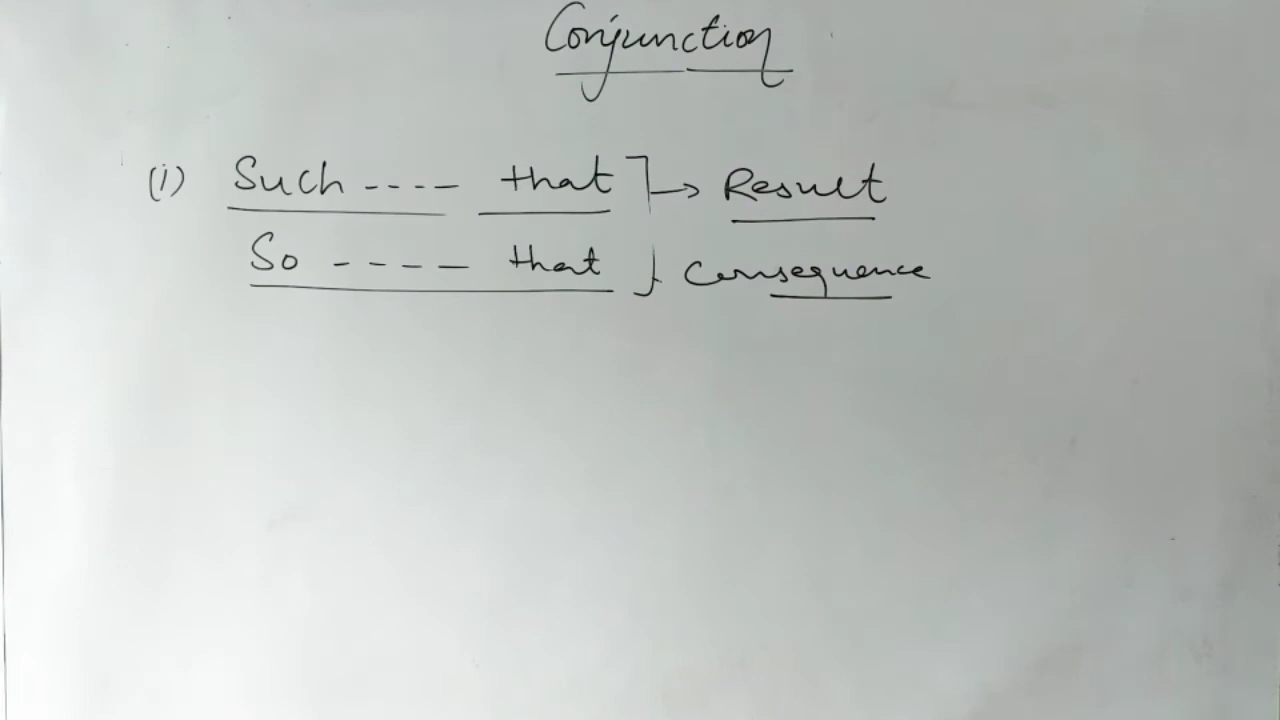 Conjunction
(i) Such ---- that ]→ Result
So ---- that } Consequence